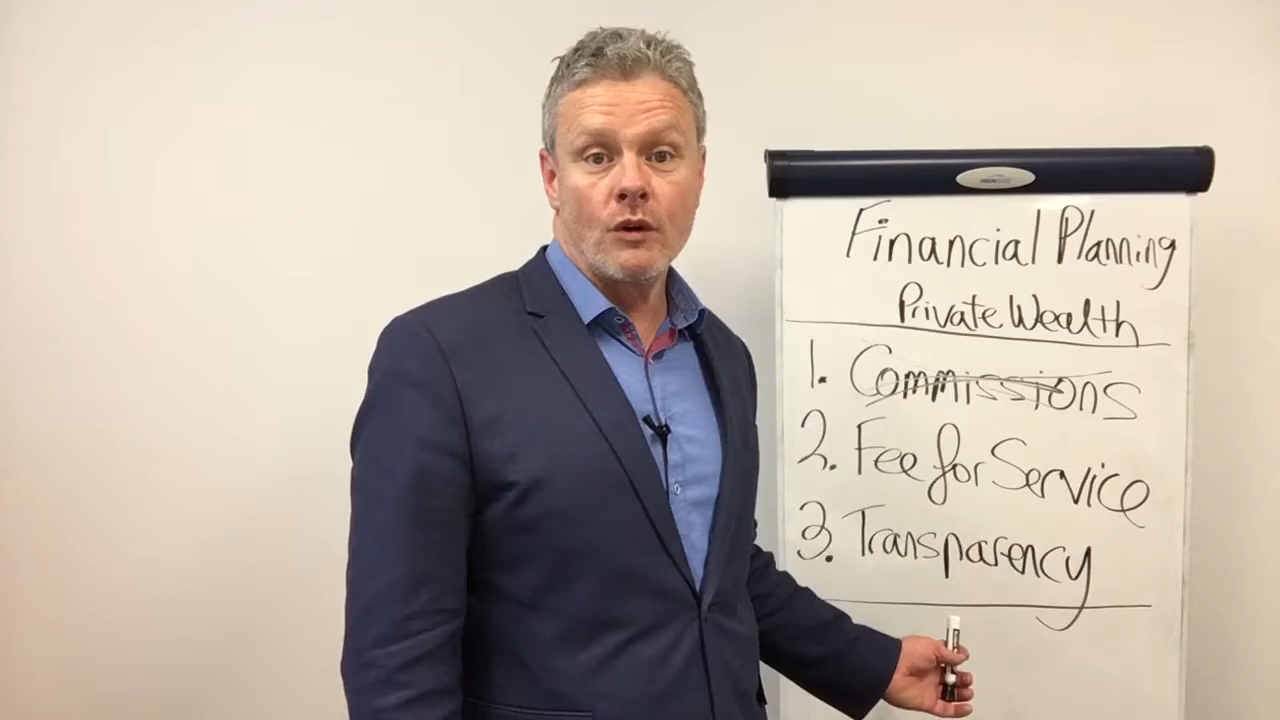 Financial Planning
Private Wealth
1. Commissions
2. Fee for Service
3. Transparency